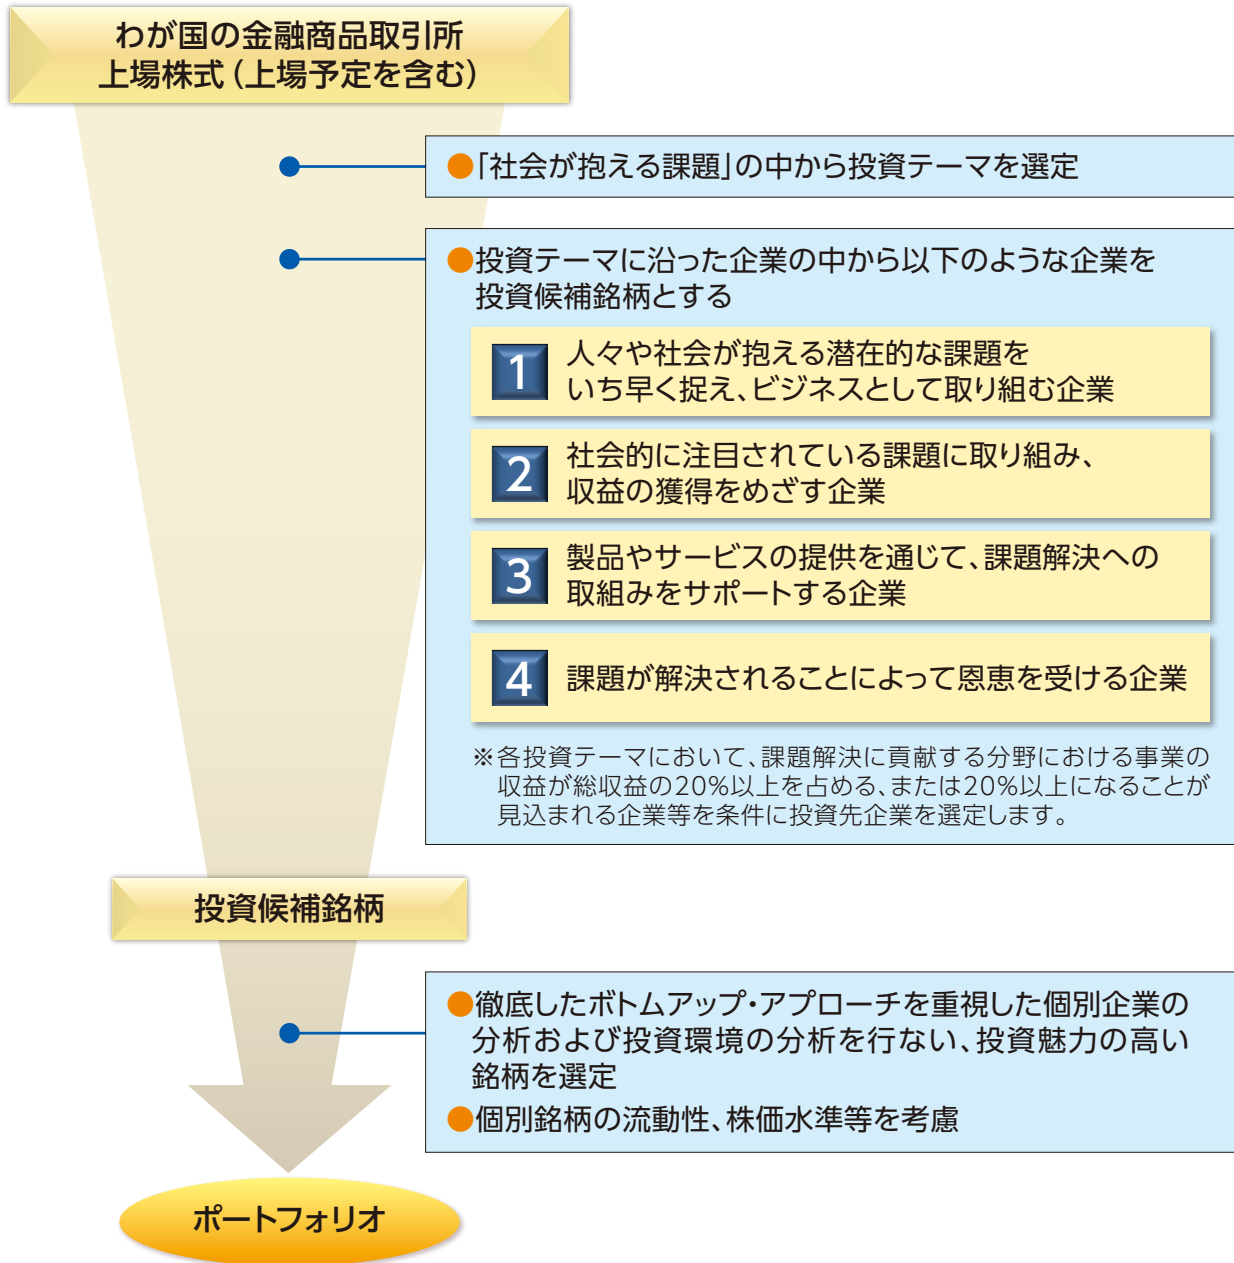 わが国の金融商品取引所
上場株式(上場予定を含む)
●「社会が抱える課題」の中から投資テーマを選定
●投資テーマに沿った企業の中から以下のような企業を
投資候補銘柄とする
1 人々や社会が抱える潜在的な課題を
いち早く捉え、ビジネスとして取り組む企業
2 社会的に注目されている課題に取り組み、
収益の獲得をめざす企業
3 製品やサービスの提供を通じて、課題解決への
取組みをサポートする企業
4 課題が解決されることによって恩恵を受ける企業
※各投資テーマにおいて、課題解決に貢献する分野における事業の
収益が総収益の20%以上を占める、または20%以上になることが
見込まれる企業等を条件に投資先企業を選定します。
投資候補銘柄
●徹底したボトムアップ・アプローチを重視した個別企業の
分析および投資環境の分析を行ない、投資魅力の高い
銘柄を選定
●個別銘柄の流動性、株価水準等を考慮
ポートフォリオ